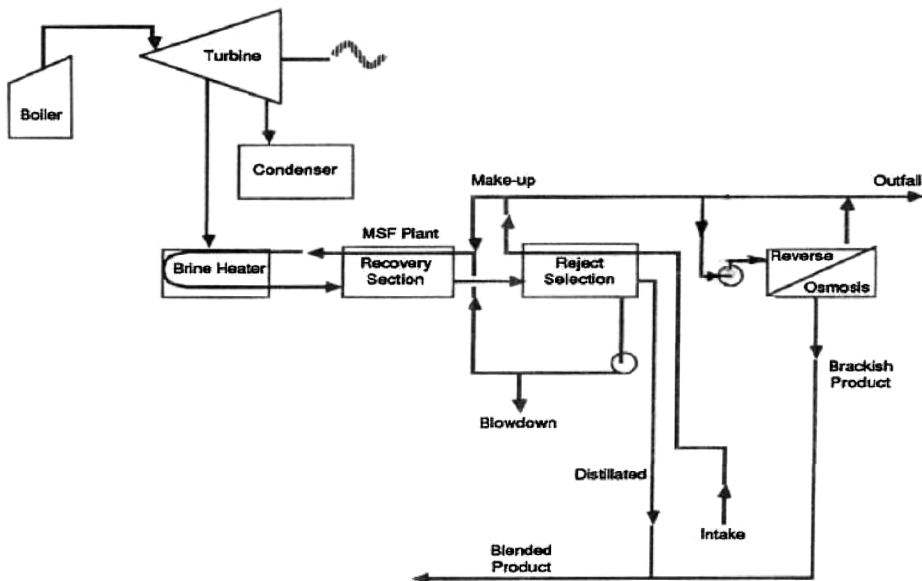 Turbine
Boiler
Condenser
Make-up
Outfall
MSF Plant
Brine Heater
Recovery
Section
Reject
Selection
Reverse
Osmosis
Brackish
Product
Blowdown
Distillated
Intake
Blended
Product